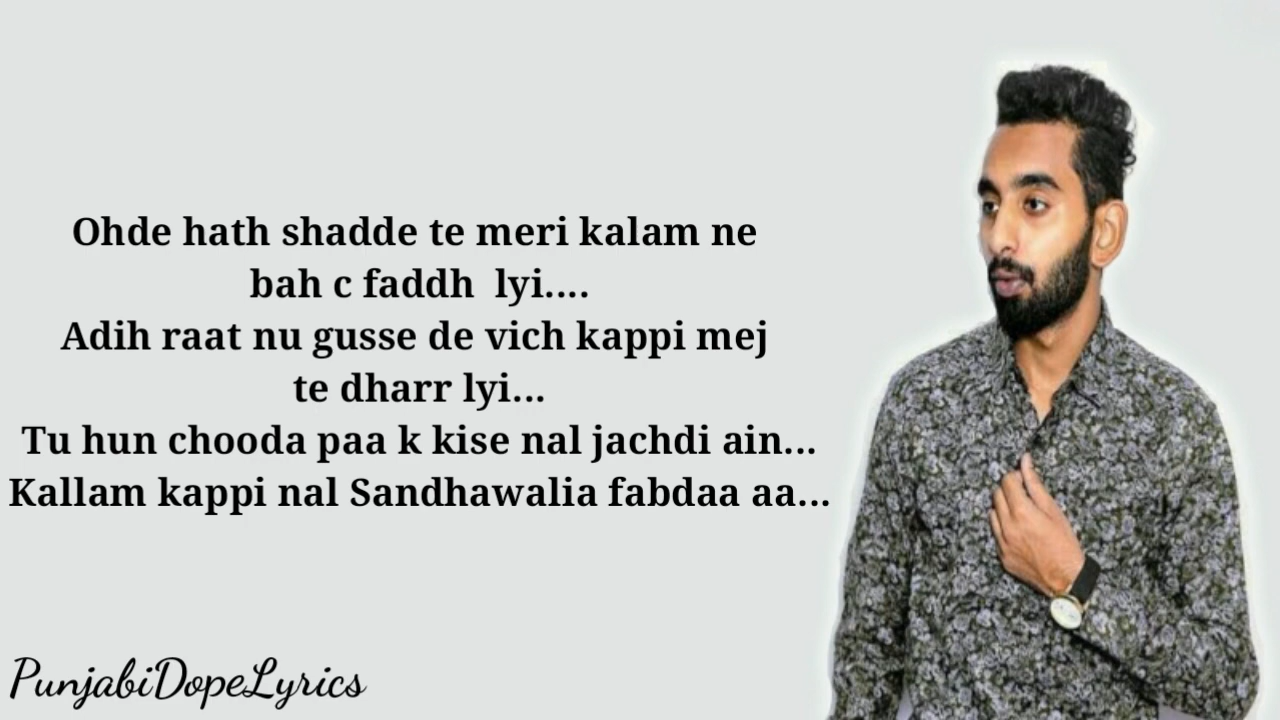 Ohde hath shadde te meri kalam ne
bah c faddh lyi....
Adih raat nu gusse de vich kappi mej
te dharr lyi...
Tu hun chooda paa k kise nal jachdi ain...
Kallam kappi nal Sandhawalia fabdaa aa...
PunjabiDopeLyrics